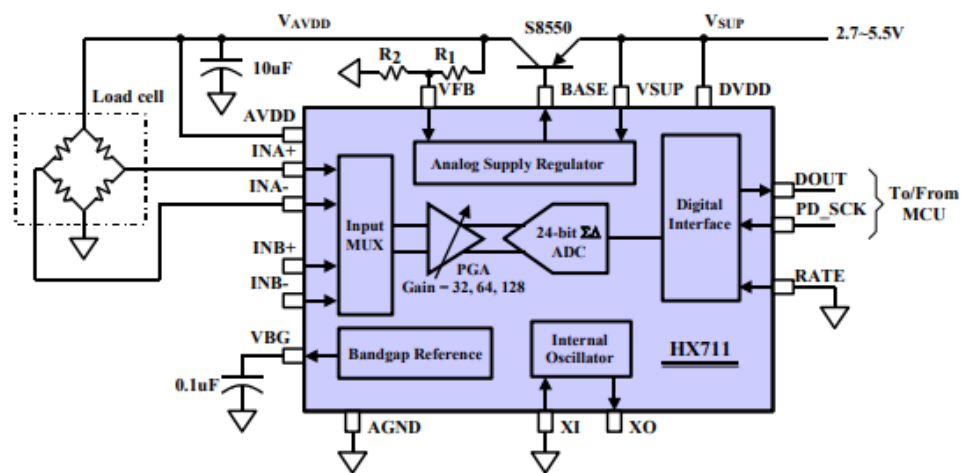 VAVDD
S8550
VSUP
2.7~5.5V
R2
R1
10uF
Load cell
VFB
BASE
VSUP
DVDD
AVDD
INA+
INA-
INB+
INB-
Analog Supply Regulator
Input
MUX
PGA
Gain = 32, 64, 128
24-bit ΣΔ
ADC
Digital
Interface
DOUT
PD_SCK
To/From
MCU
RATE
VBG
0.1uF
Bandgap Reference
Internal
Oscillator
HX711
AGND
XI
XO